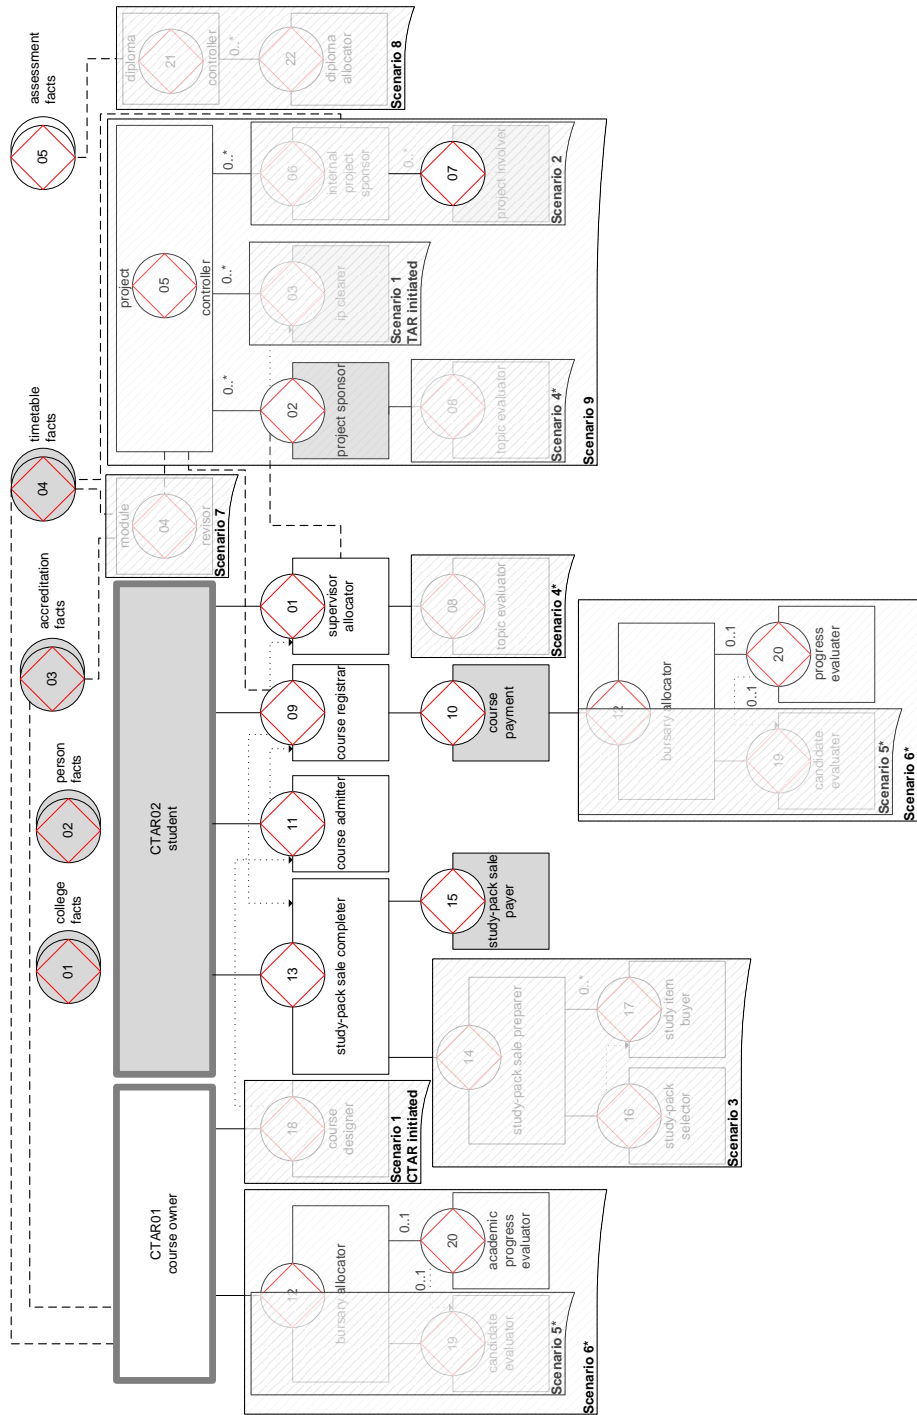 college
facts
01
person
facts
02
accreditation
facts
03
timetable
facts
04
assessment
facts
05
CTAR01
course owner
CTAR02
student
module
04
revisor
Scenario 7
project
05
controller
diploma
21
controller
0..*
22
diploma
allocator
Scenario 8
12
bursary allocator
0..1
0..1
19
candidate
evaluator
20
academic
progress
evaluator
Scenario 5*
Scenario 6*
18
course
designer
Scenario 1
CTAR initiated
13
study-pack sale completer
11
course admitter
09
course registrar
01
supervisor
allocator
0..*
02
project sponsor
0..*
03
ip clearer
Scenario 1
TAR initiated
0..*
06
internal
project
sponsor
0..*
07
project involver
Scenario 2
08
topic evaluator
Scenario 4*
Scenario 9
14
study-pack sale preparer
0..*
16
study-pack
selector
17
study item
buyer
Scenario 3
15
study-pack sale
payer
10
course
payment
08
topic evaluator
Scenario 4*
12
bursary allocator
0..1
0..1
19
candidate
evaluater
20
progress
evaluater
Scenario 5*
Scenario 6*